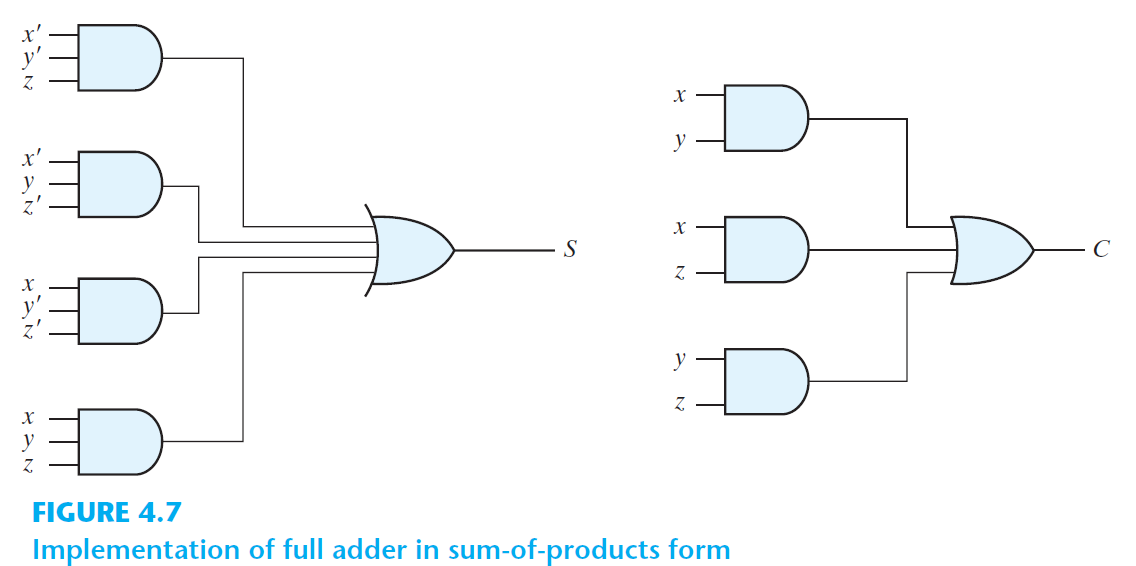 x'
y'
z
x'
y
z'
x
y'
z'
x
y
z
S
x
y
x
z
y
z
C
FIGURE 4.7
Implementation of full adder in sum-of-products form